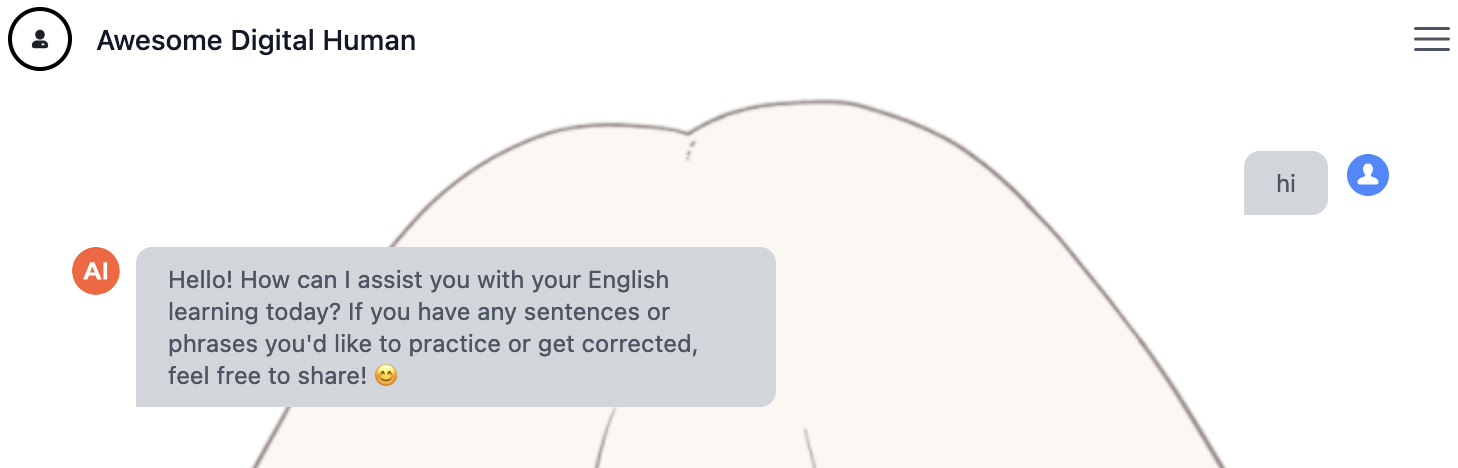 Awesome Digital Human
hi
AI
Hello! How can I assist you with your English
learning today? If you have any sentences or
phrases you'd like to practice or get corrected,
feel free to share! 😊